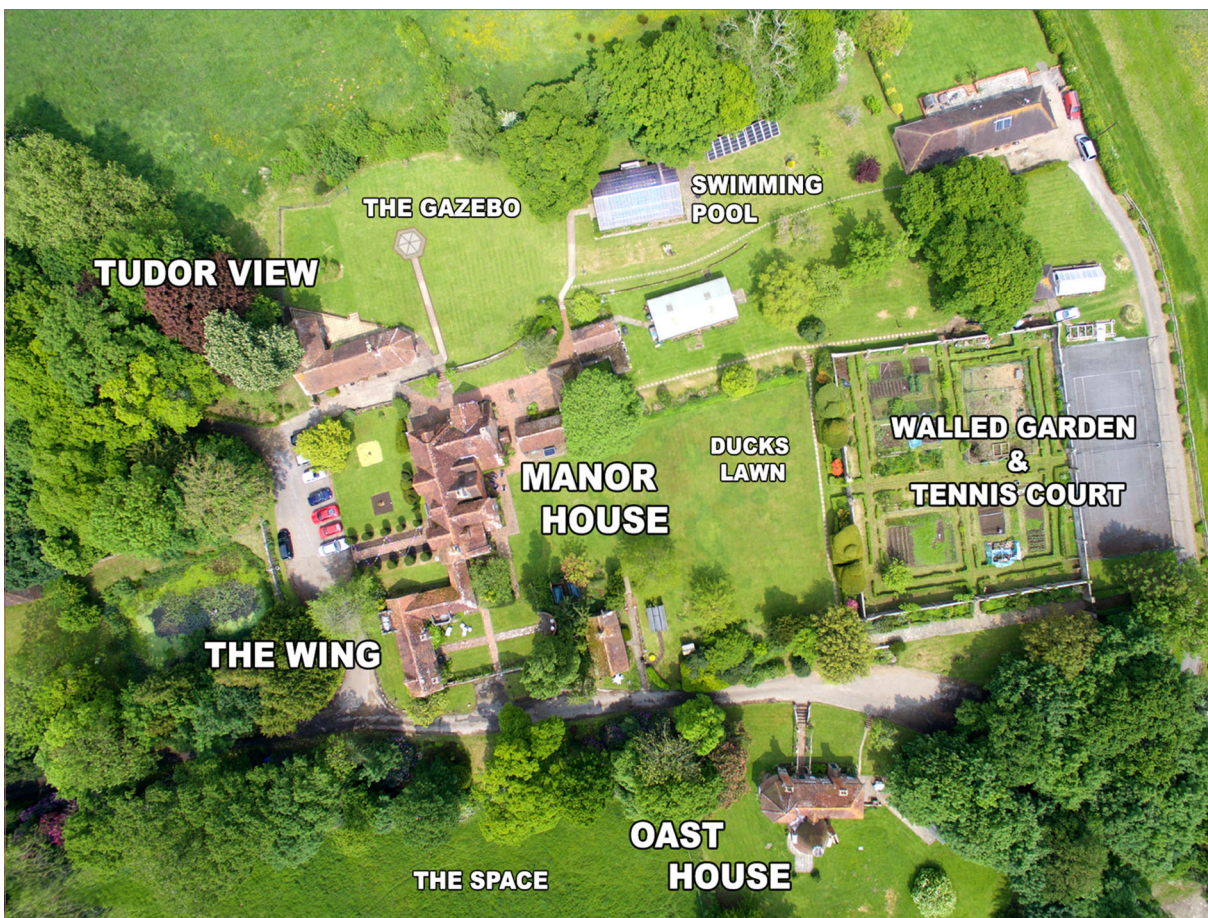 THE GAZEBO
SWIMMING
POOL
TUDOR VIEW
WALLED GARDEN
&
TENNIS COURT
DUCKS
LAWN
MANOR
HOUSE
THE WING
OAST
HOUSE
THE SPACE